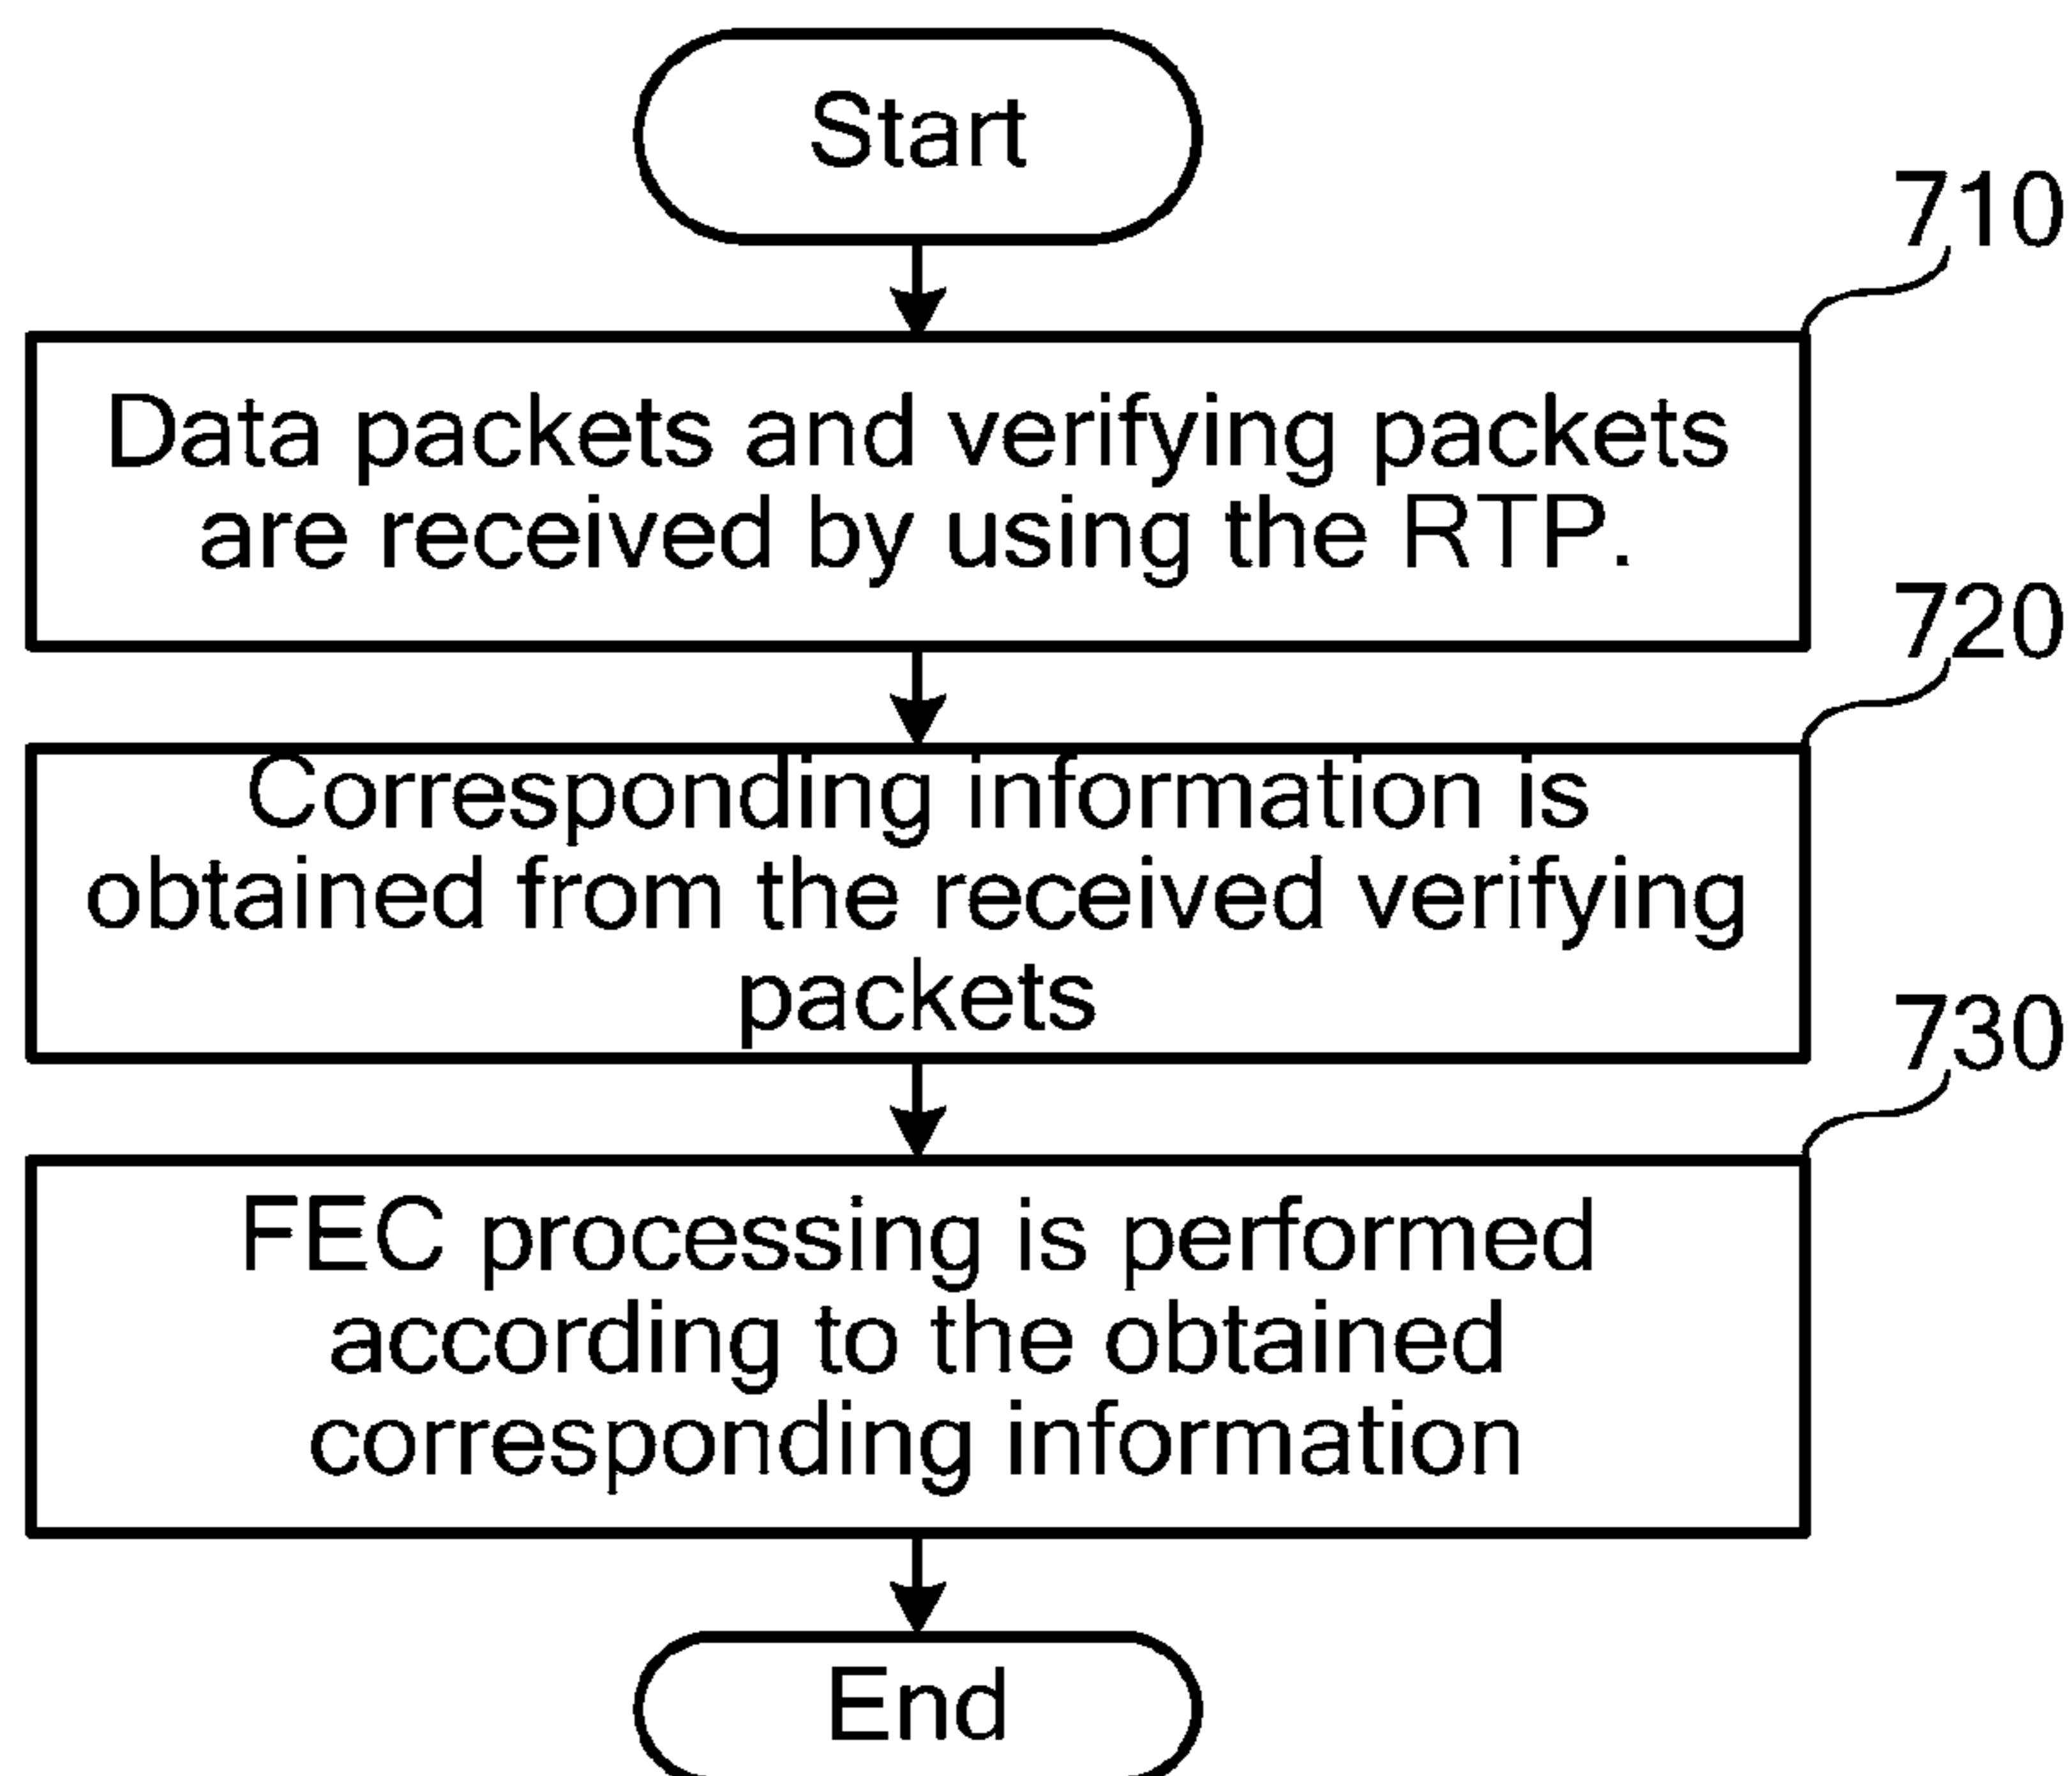 Start
710
Data packets and verifying packets
are received by using the RTP.
720
Corresponding information is
obtained from the received verifying
packets
730
FEC processing is performed
according to the obtained
corresponding information
End